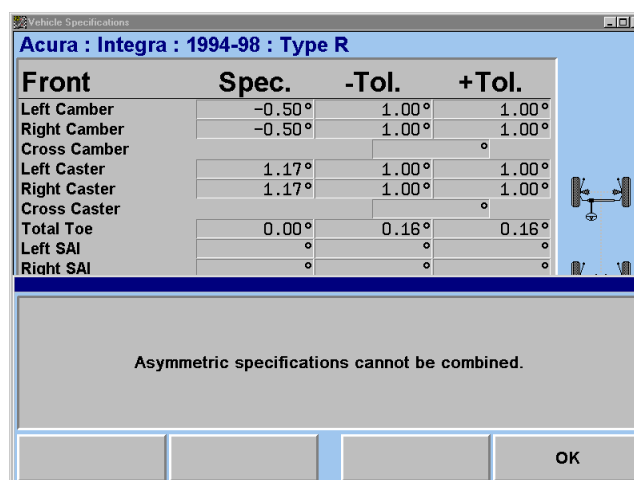 Vehicle Specifications
Acura : Integra : 1994-98 : Type R
Front Spec. -Tol. +Tol.
Left Camber -0.50° 1.00° 1.00°
Right Camber -0.50° 1.00° 1.00°
Cross Camber °
Left Caster 1.17° 1.00° 1.00°
Right Caster 1.17° 1.00° 1.00°
Cross Caster °
Total Toe 0.00° 0.16° 0.16°
Left SAI ° ° °
Right SAI ° ° °
Asymmetric specifications cannot be combined.
OK